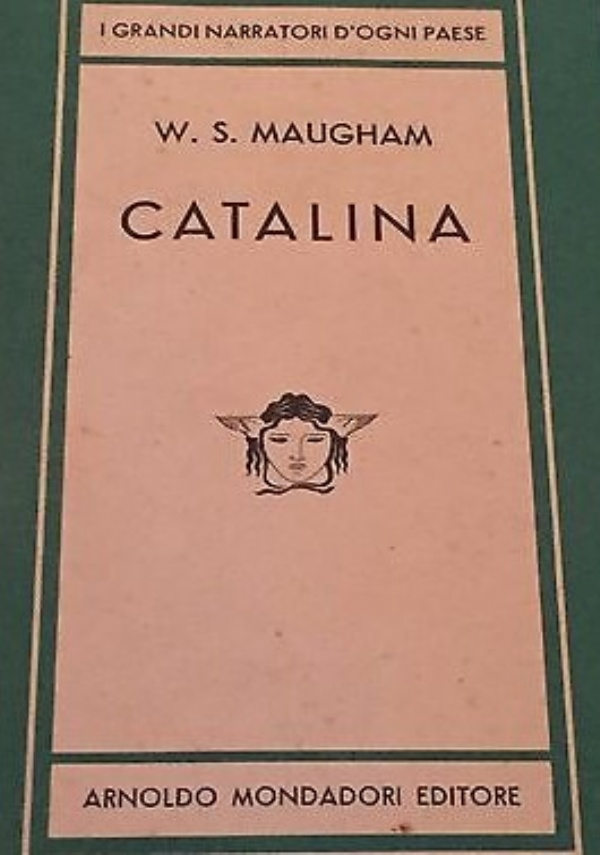 I GRANDI NARRATORI D'OGNI PAESE
W. S. MAUGHAM
CATALINA
ARNOLDO MONDADORI EDITORE